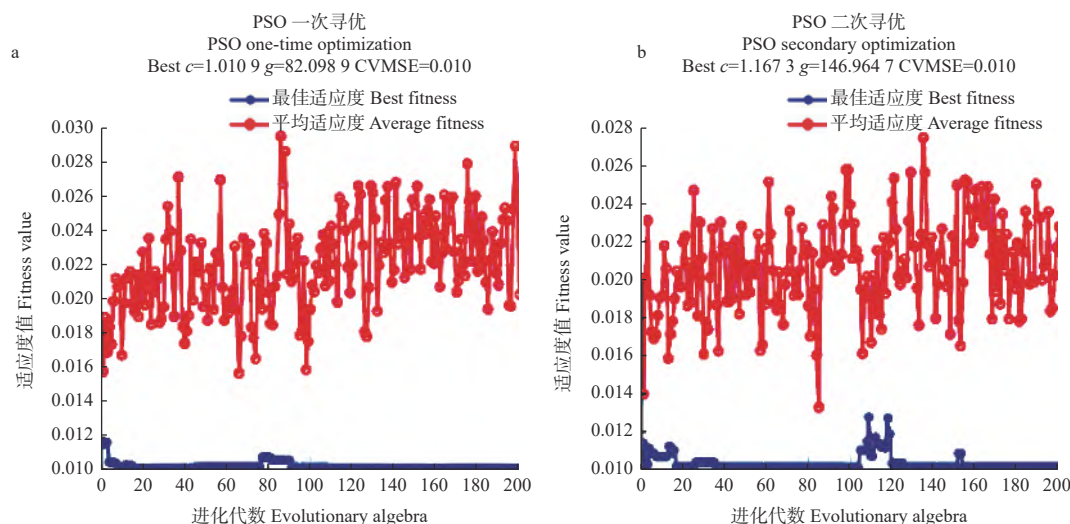 a
PSO 一次寻优
PSO one-time optimization
Best c=1.010 9 g=82.098 9 CVMSE=0.010
最佳适应度 Best fitness
平均适应度 Average fitness
0.030
0.028
0.026
0.024
0.022
0.020
0.018
0.016
0.014
0.012
0.010
适应度值 Fitness value
0 20 40 60 80 100 120 140 160 180 200
进化代数 Evolutionary algebra
b
PSO 二次寻优
PSO secondary optimization
Best c=1.167 3 g=146.964 7 CVMSE=0.010
最佳适应度 Best fitness
平均适应度 Average fitness
0.028
0.026
0.024
0.022
0.020
0.018
0.016
0.014
0.012
0.010
适应度值 Fitness value
0 20 40 60 80 100 120 140 160 180 200
进化代数 Evolutionary algebra